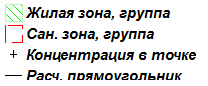 Жилая зона, группа
Сан. зона, группа
Концентрация в точке
Расч. прямоугольник